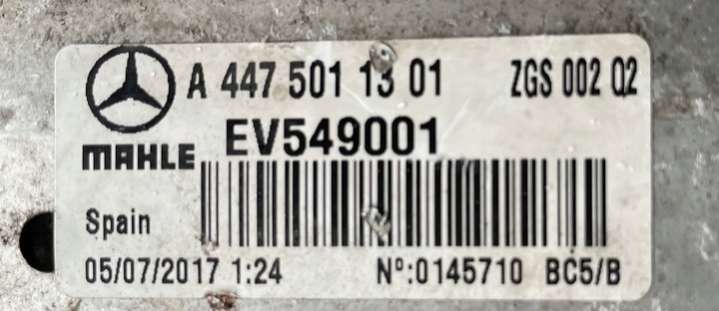 A 447 501 13 01 ZGS 002 Q2
EV549001
MAHLE
Spain
05/07/2017 1:24 Nº:0145710 BC5/B